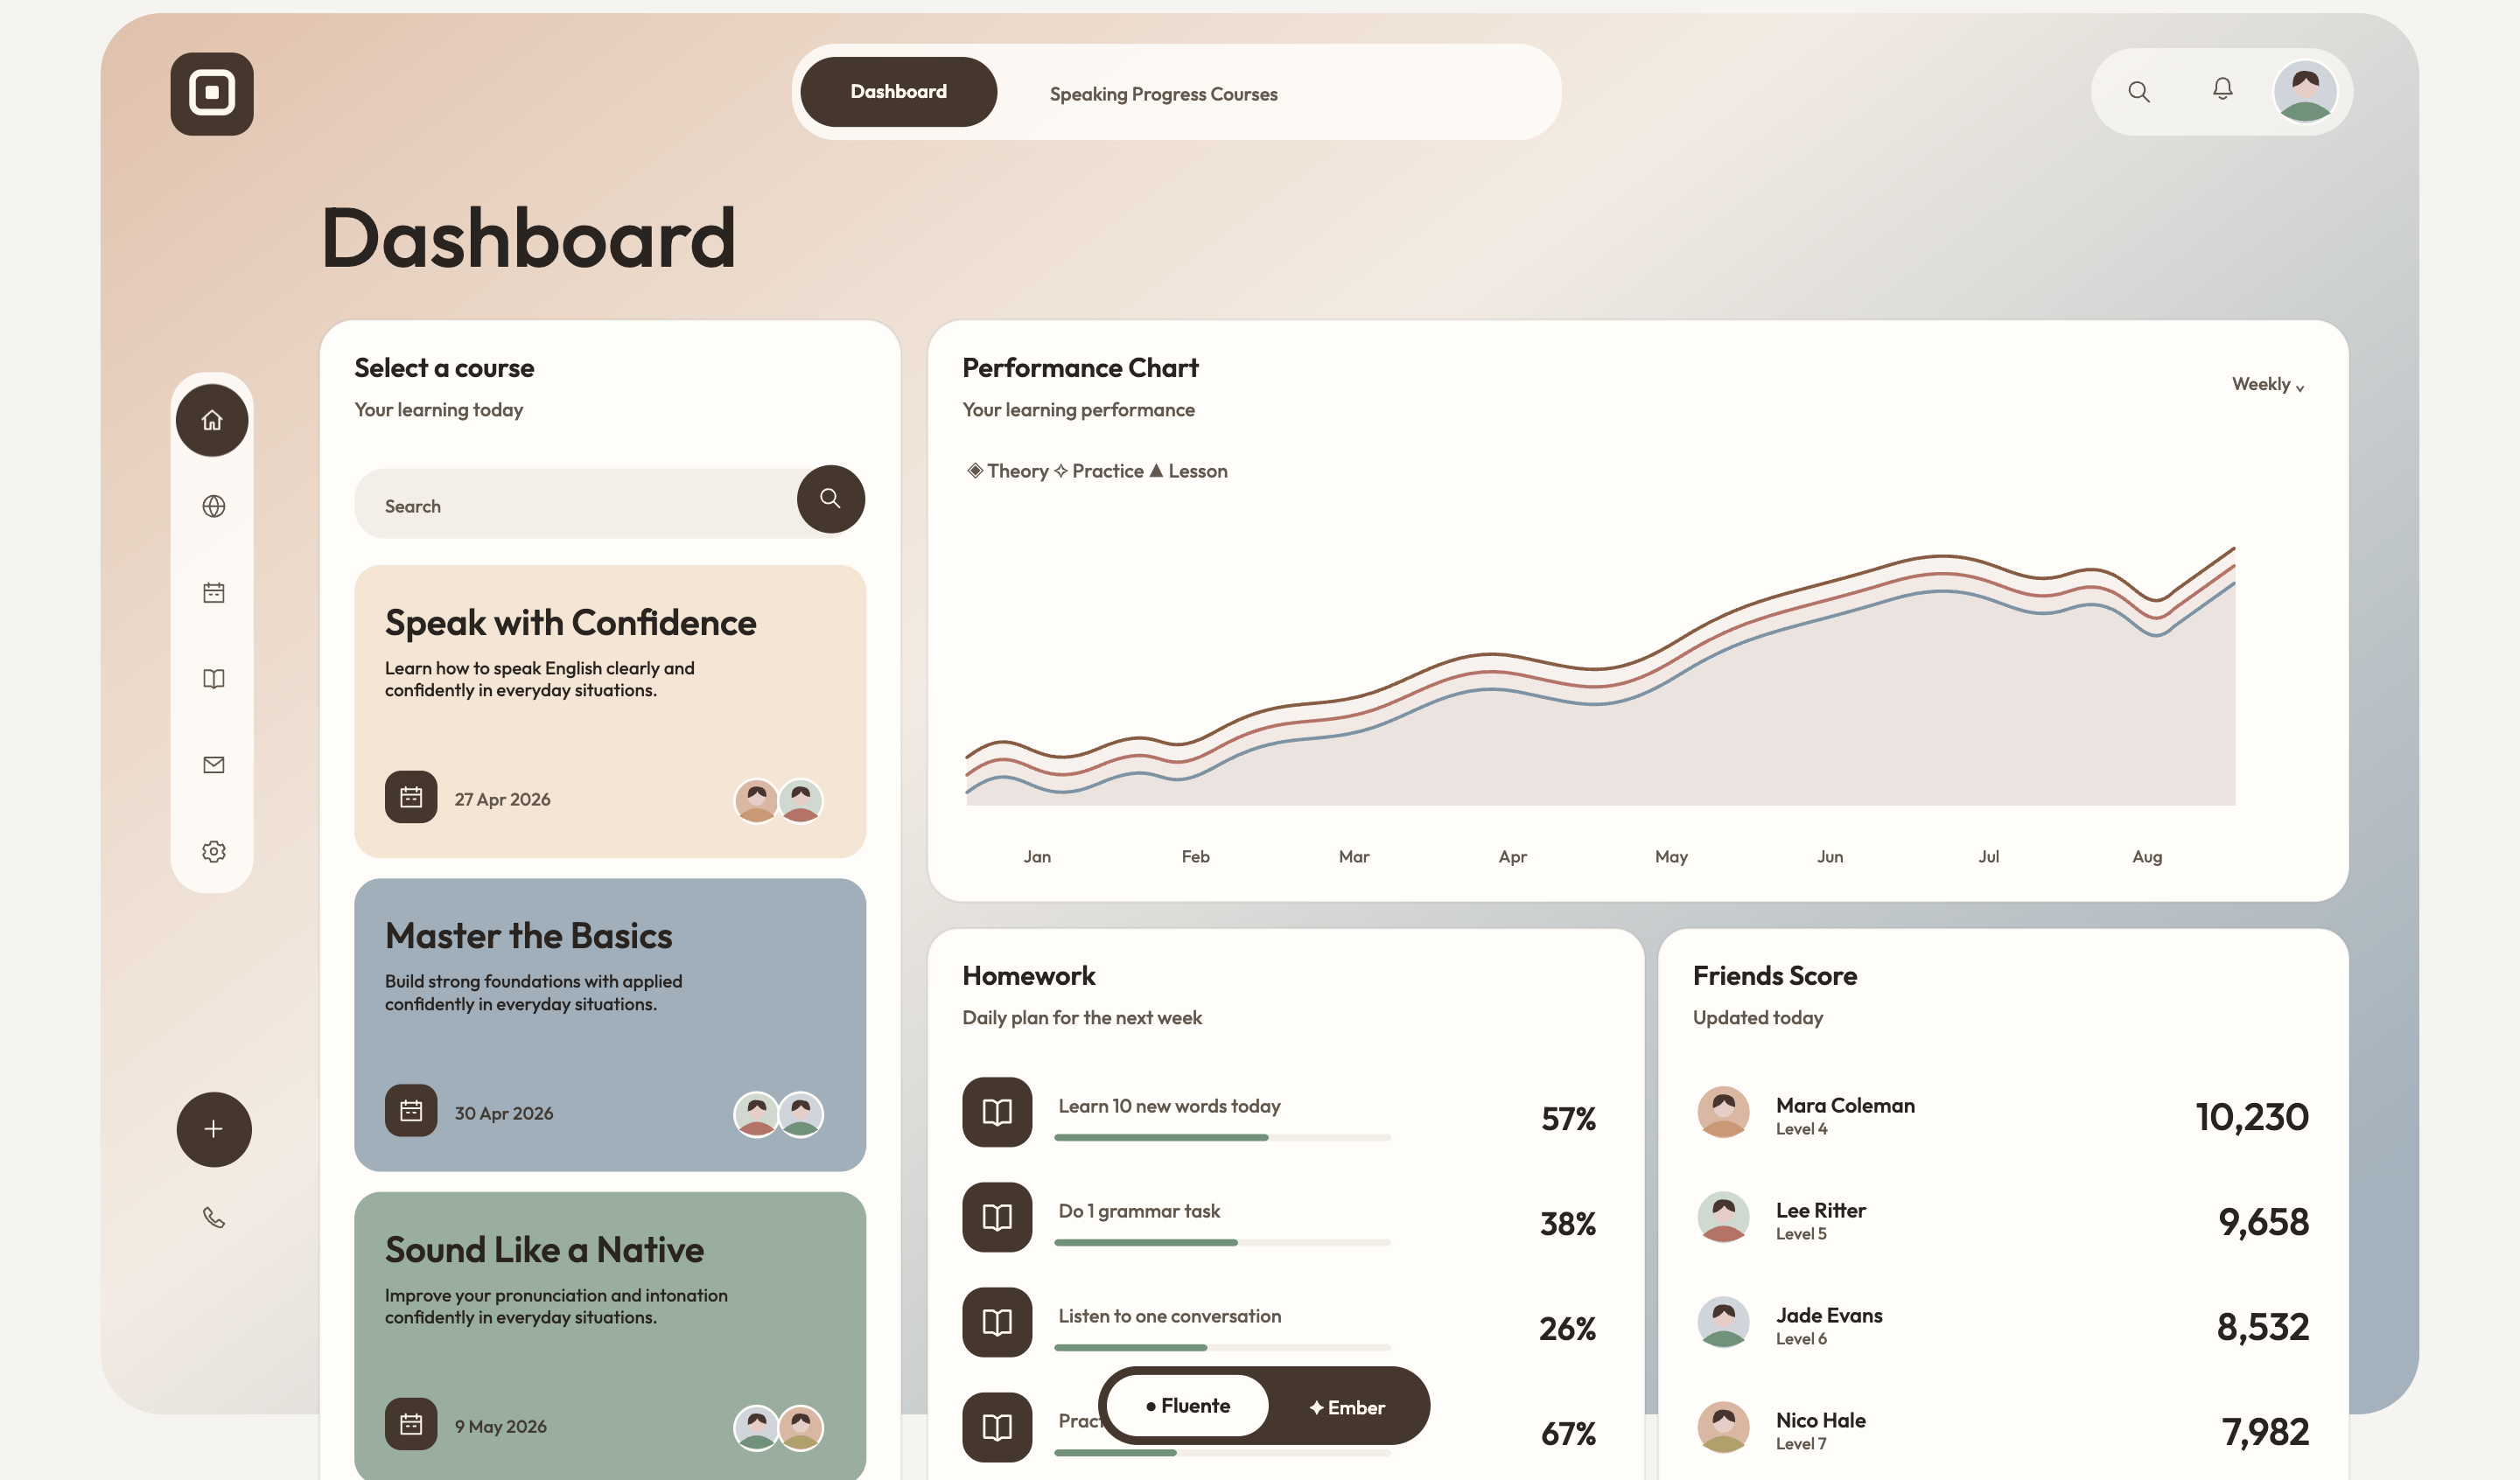 Dashboard
Speaking Progress Courses
Dashboard
Select a course
Your learning today
Search
Speak with Confidence
Learn how to speak English clearly and
confidently in everyday situations.
27 Apr 2026
Master the Basics
Build strong foundations with applied
confidently in everyday situations.
30 Apr 2026
Sound Like a Native
Improve your pronunciation and intonation
confidently in everyday situations.
9 May 2026
Performance Chart
Your learning performance
Weekly
Theory Practice Lesson
Jan Feb Mar Apr May Jun Jul Aug
Homework
Daily plan for the next week
Learn 10 new words today 57%
Do 1 grammar task 38%
Listen to one conversation 26%
67%
Friends Score
Updated today
Mara Coleman
Level 4
10,230
Lee Ritter
Level 5
9,658
Jade Evans
Level 6
8,532
Nico Hale
Level 7
7,982
Fluente Ember